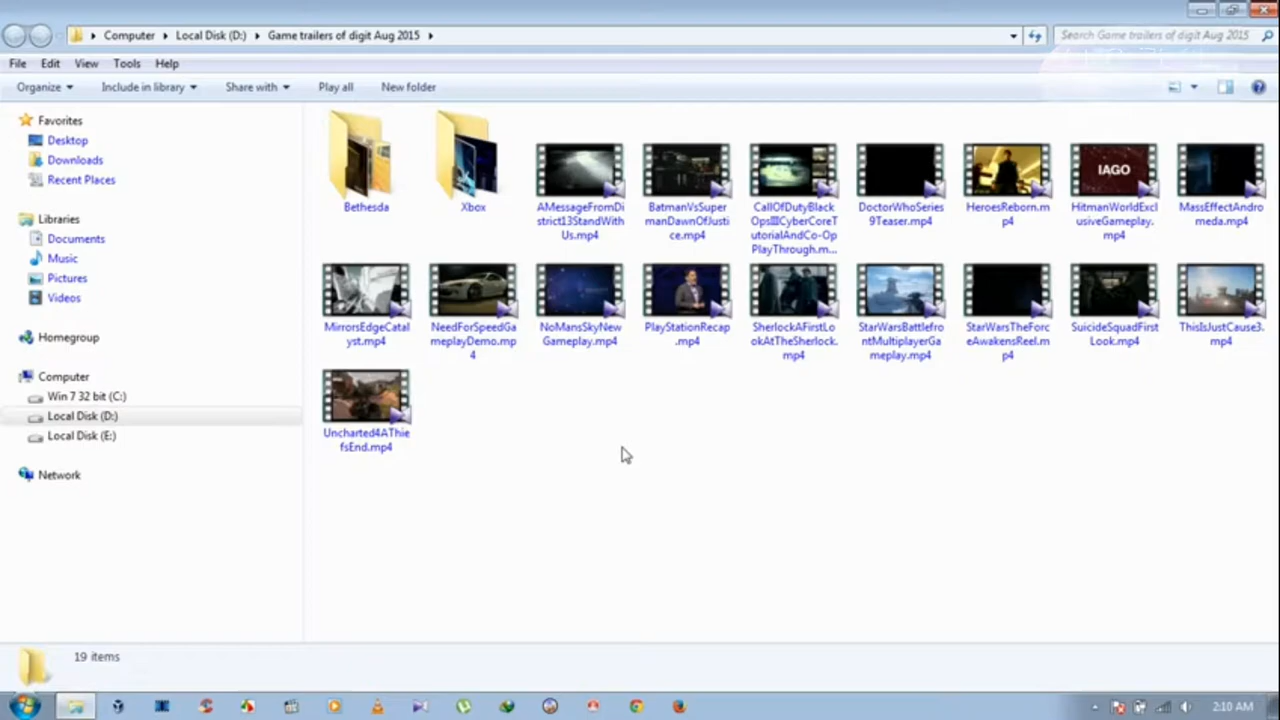 Computer Local Disk (D:) Game trailers of digit Aug 2015
Search Game trailers of digit Aug 2015
File Edit View Tools Help
Organize Include in library Share with Play all New folder
Favorites
Desktop
Downloads
Recent Places
Libraries
Documents
Music
Pictures
Videos
Homegroup
Computer
Win 7 32 bit (C:)
Local Disk (D:)
Local Disk (E:)
Network
Bethesda
Xbox
AMessageFromDi
strict13StandWith
Us.mp4
BatmanVsSuper
rmanDawnOfJusti
ce.mp4
CallOfDutyBlack
OpsIIICyberCoreT
utorialAndCo-Op
PlayThrough.m...
DoctorWhoSeries
9Teaser.mp4
HeroesReborn.m
p4
IAGO
HitmanWorldExcl
usiveGameplay.
mp4
MassEffectAndro
meda.mp4
MirrorsEdgeCatal
yst.mp4
NeedForSpeedGa
meplayDemo.mp
4
NoMansSkyNew
Gameplay.mp4
PlayStationRecap
.mp4
SherlockAFirstLo
okAtTheSherlock.
mp4
StarWarsBattlefro
ntMultiplayerGa
meplay.mp4
StarWarsTheForc
eAwakensReel.m
p4
SuicideSquadFirst
Look.mp4
ThisIsJustCause3.
mp4
Uncharted4AThie
fsEnd.mp4
19 items
2:10 AM